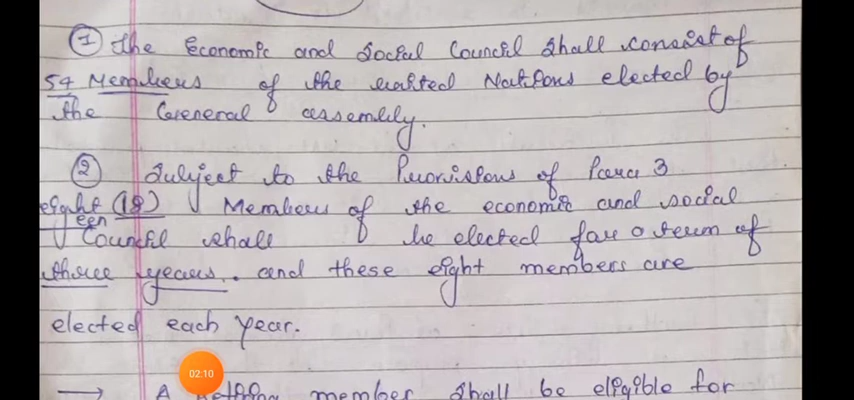 ① The Economic and Social Council shall consist of
54 Members of the united Nations elected by
the General assembly.
② Subject to the Provisions of Para 3
eighteen (18) Members of the economic and social
Council shall be elected for a term of
three years. and these eight members are
elected each year.
02:10
→ A member shall be eligible for